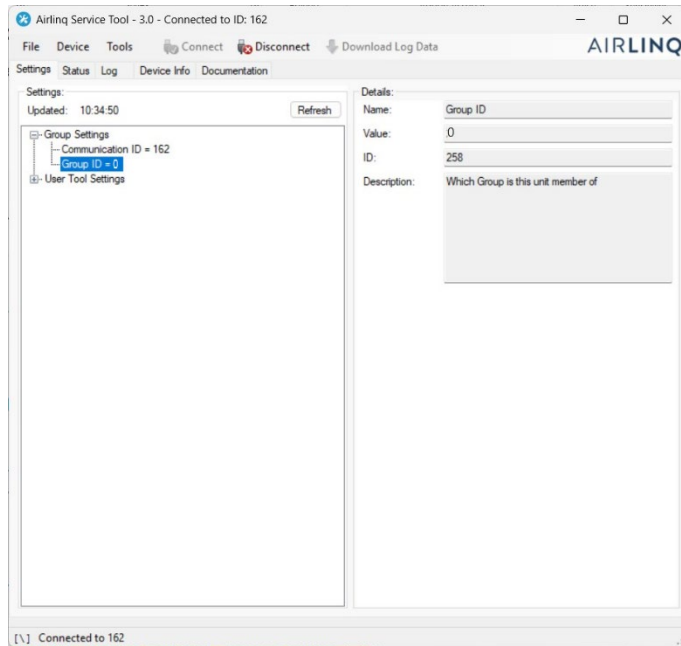 Airlinq Service Tool - 3.0 - Connected to ID: 162
File Device Tools Connect Disconnect Download Log Data AIRLINQ
Settings Status Log Device Info Documentation
Settings:
Updated: 10:34:50 Refresh
Group Settings
Communication ID = 162
Group ID = 0
User Tool Settings
Details:
Name: Group ID
Value: 0
ID: 258
Description: Which Group is this unit member of
[\] Connected to 162